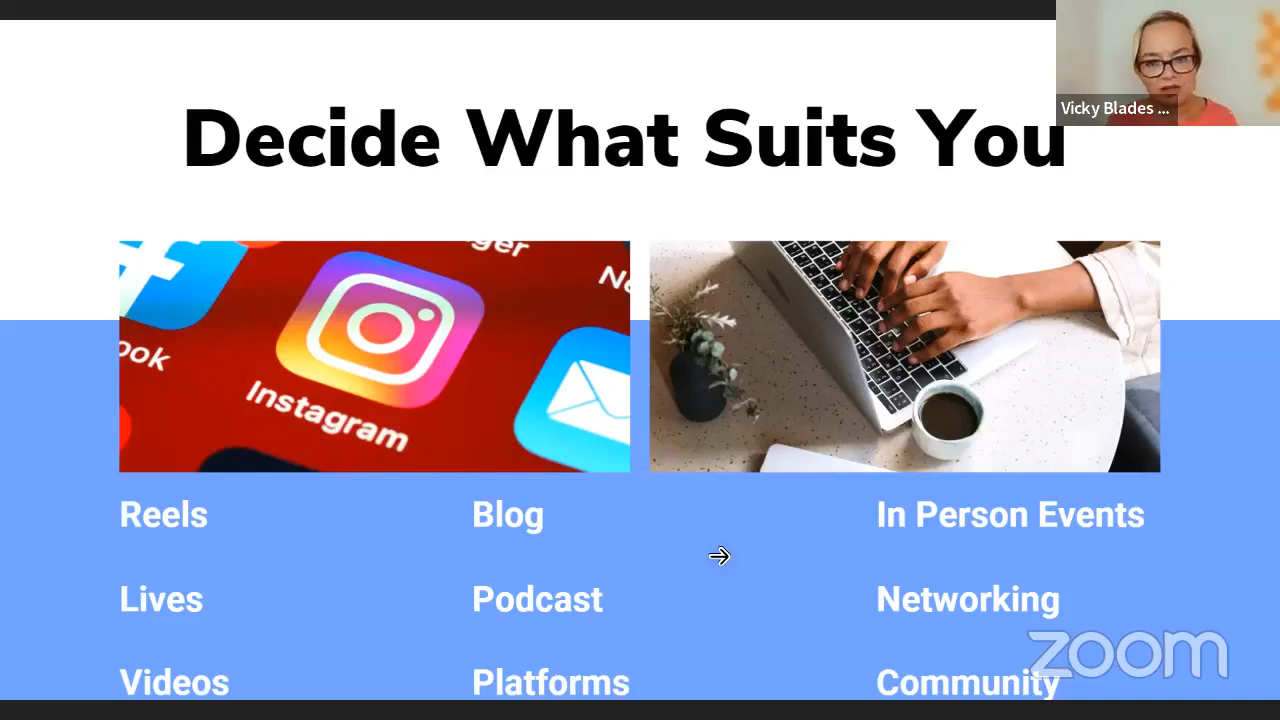 Vicky Blades ...
Decide What Suits You
ook
Instagram
Reels
Blog
In Person Events
Lives
Podcast
Networking
Videos
Platforms
Community
zoom